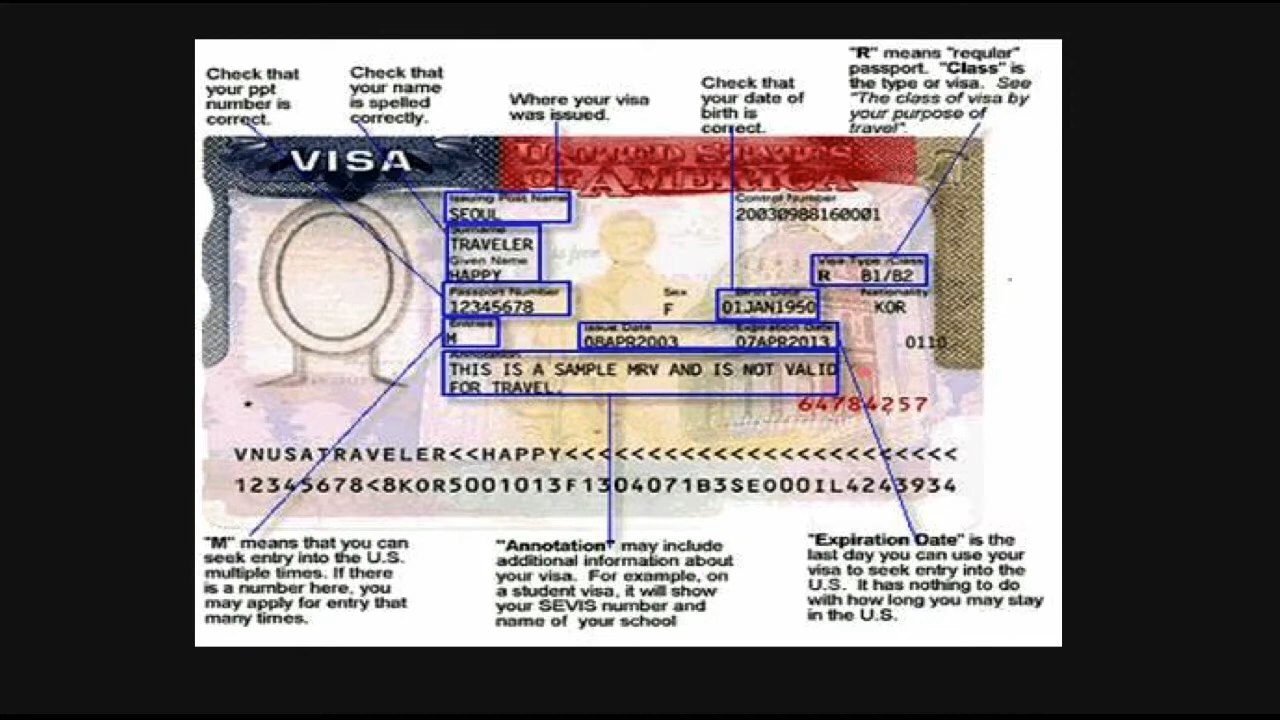 Check that
your ppt
number is
correct.
Check that
your name
is spelled
correctly.
Where your visa
was issued.
Check that
your date of
birth is
correct.
"R" means "reqular"
passport. "Class" is
the type or visa. See
"The class of visa by
your purpose of
travel".
VISA
UNITED STATES
OF AMERICA
Issuing Post Name
SEOUL
Control Number
20030988160001
Surname
TRAVELER
Given Name
HAPPY
Visa Type /Class
R B1/B2
Passport Number
12345678
Sex
F
Birth Date
01JAN1950
Nationality
KOR
Entries
M
Issue Date
08APR2003
Expiration Date
07APR2013
0110
Annotation
THIS IS A SAMPLE MRV AND IS NOT VALID
FOR TRAVEL.
64784257
VNUSATRAVELER<<HAPPY<<<<<<<<<<<<<<<<<<<<<<<<
12345678<8KOR5001013F1304071B3SE000IL4243934
"M" means that you can
seek entry into the U.S.
multiple times. If there
is a number here, you
may apply for entry that
many times.
"Annotation" may include
additional information about
your visa. For example, on
a student visa, it will show
your SEVIS number and
name of your school
"Expiration Date" is the
last day you can use your
visa to seek entry into the
U.S. It has nothing to do
with how long you may stay
in the U.S.